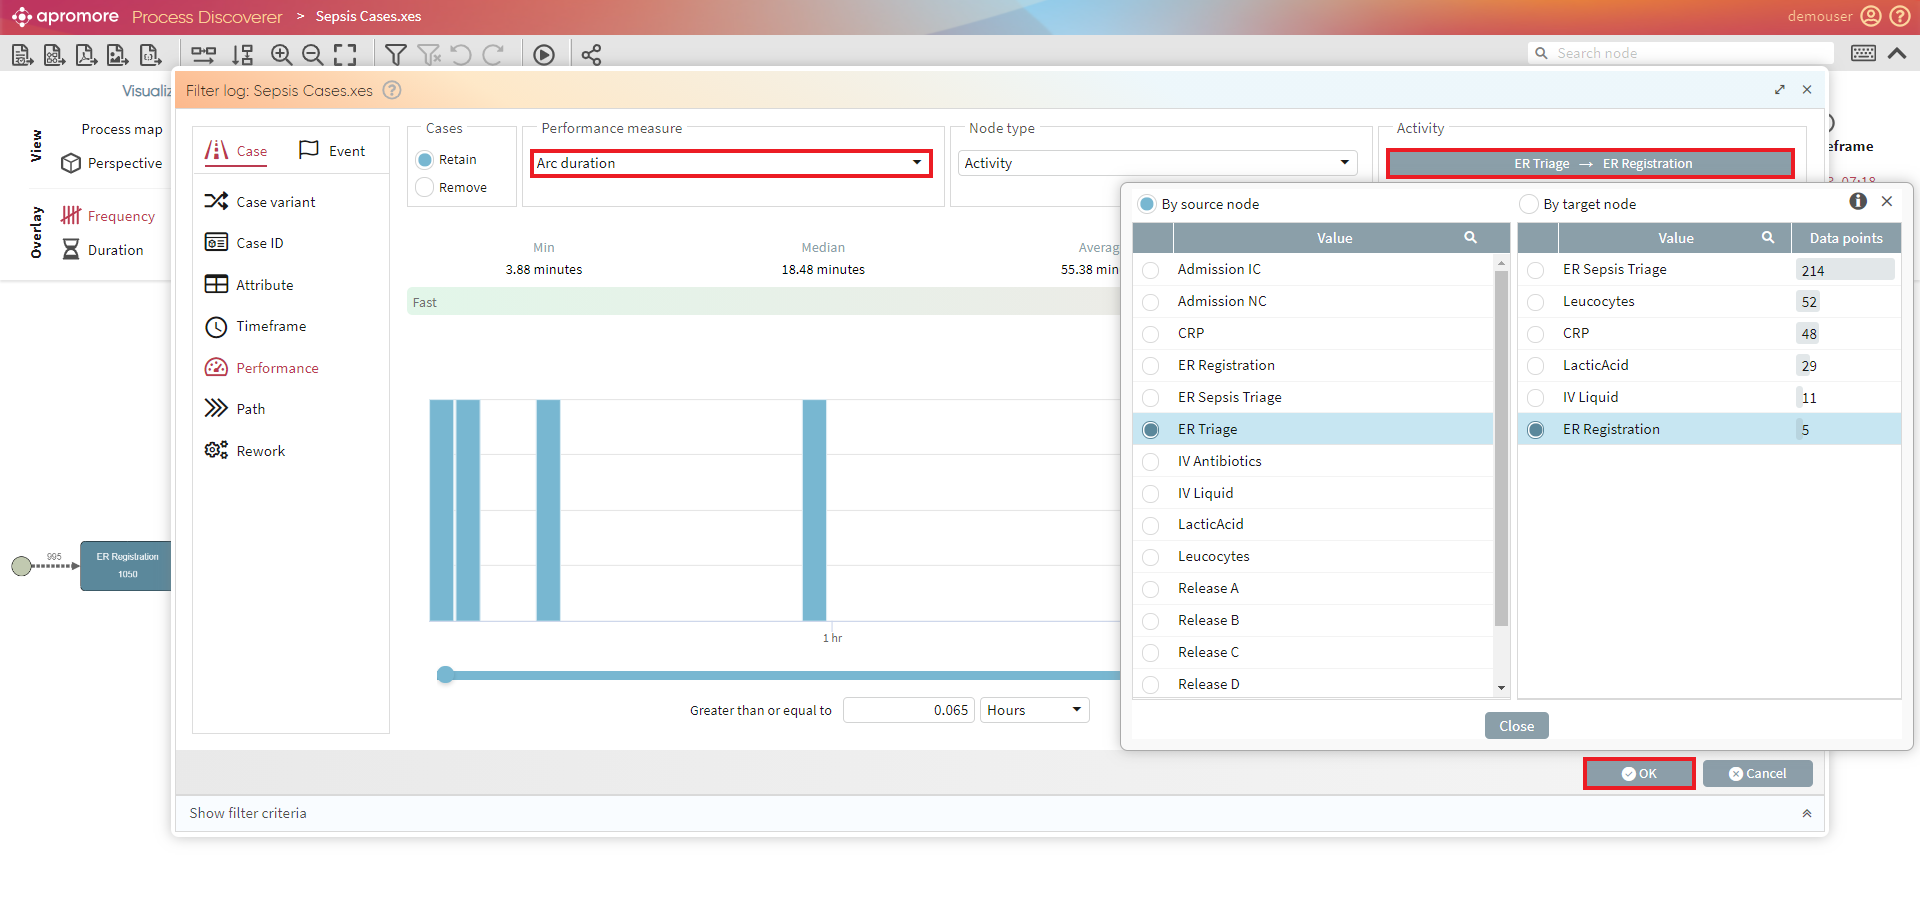 apromore Process Discoverer > Sepsis Cases.xes demouser
Search node
Visualiz
View
Process map
Perspective
Overlay
Frequency
Duration
eframe
Filter log: Sepsis Cases.xes
Case Event
Case variant
Case ID
Attribute
Timeframe
Performance
Path
Rework
Cases
Retain
Remove
Performance measure
Arc duration
Node type
Activity
Activity
ER Triage → ER Registration
Min Median Averag
3.88 minutes 18.48 minutes 55.38 min
Fast
1 hr
Greater than or equal to 0.065 Hours
By source node
Value
Admission IC
Admission NC
CRP
ER Registration
ER Sepsis Triage
ER Triage
IV Antibiotics
IV Liquid
LacticAcid
Leucocytes
Release A
Release B
Release C
Release D
By target node
Value Data points
ER Sepsis Triage 214
Leucocytes 52
CRP 48
LacticAcid 29
IV Liquid 11
ER Registration 5
Close
OK Cancel
Show filter criteria
995
ER Registration
1050